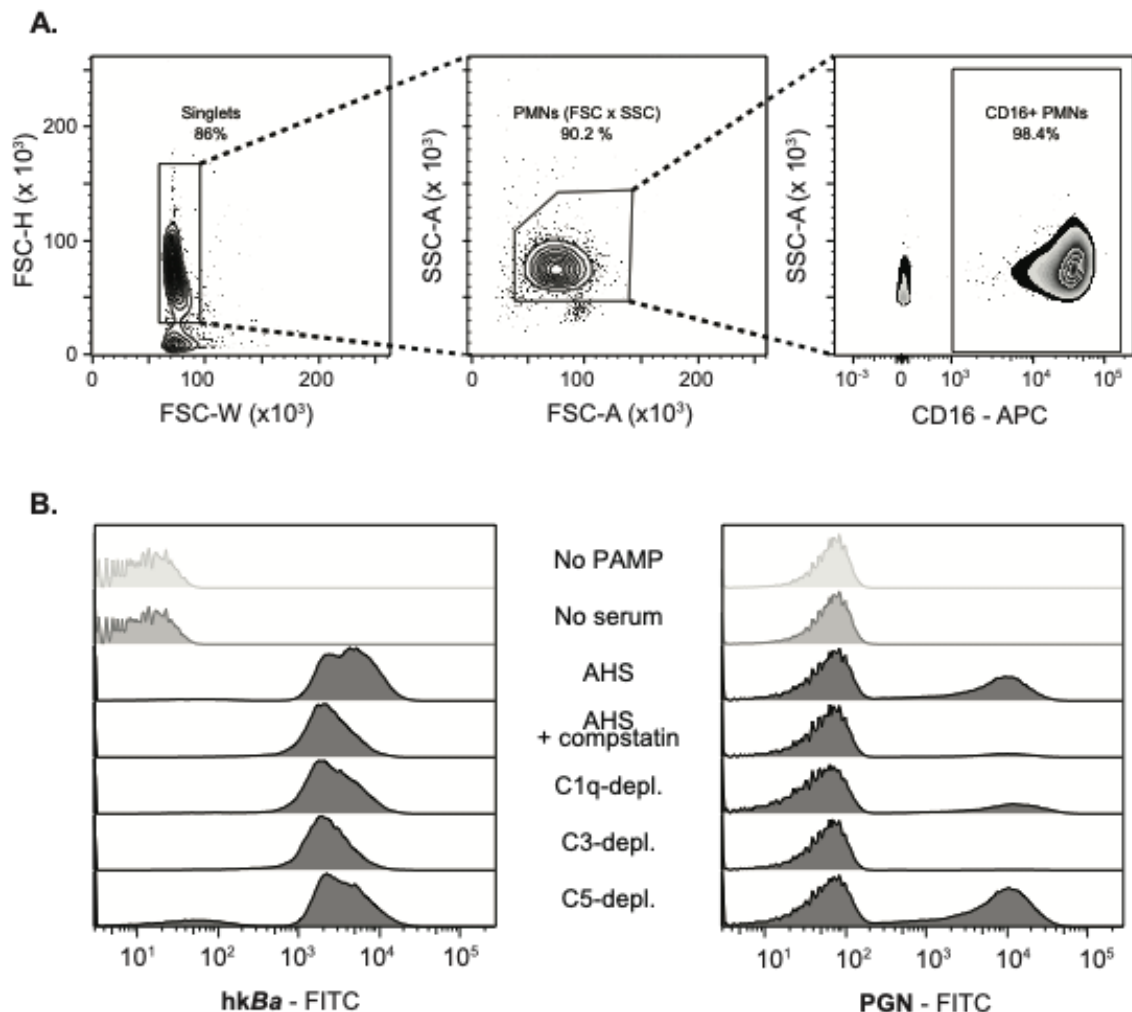 A.
Singlets
86%
FSC-H (x 10³)
200
100
0
0
100
200
FSC-W (x10³)
PMNs (FSC x SSC)
90.2 %
SSC-A (x 10³)
200
100
0
0
100
200
FSC-A (x10³)
CD16+ PMNs
98.4%
SSC-A (x 10³)
200
100
0
10⁻³
0
10³
10⁴
10⁵
CD16 - APC
B.
No PAMP
No serum
AHS
AHS
+ compstatin
C1q-depl.
C3-depl.
C5-depl.
10¹ 10² 10³ 10⁴ 10⁵
hkBa - FITC
10¹ 10² 10³ 10⁴ 10⁵
PGN - FITC